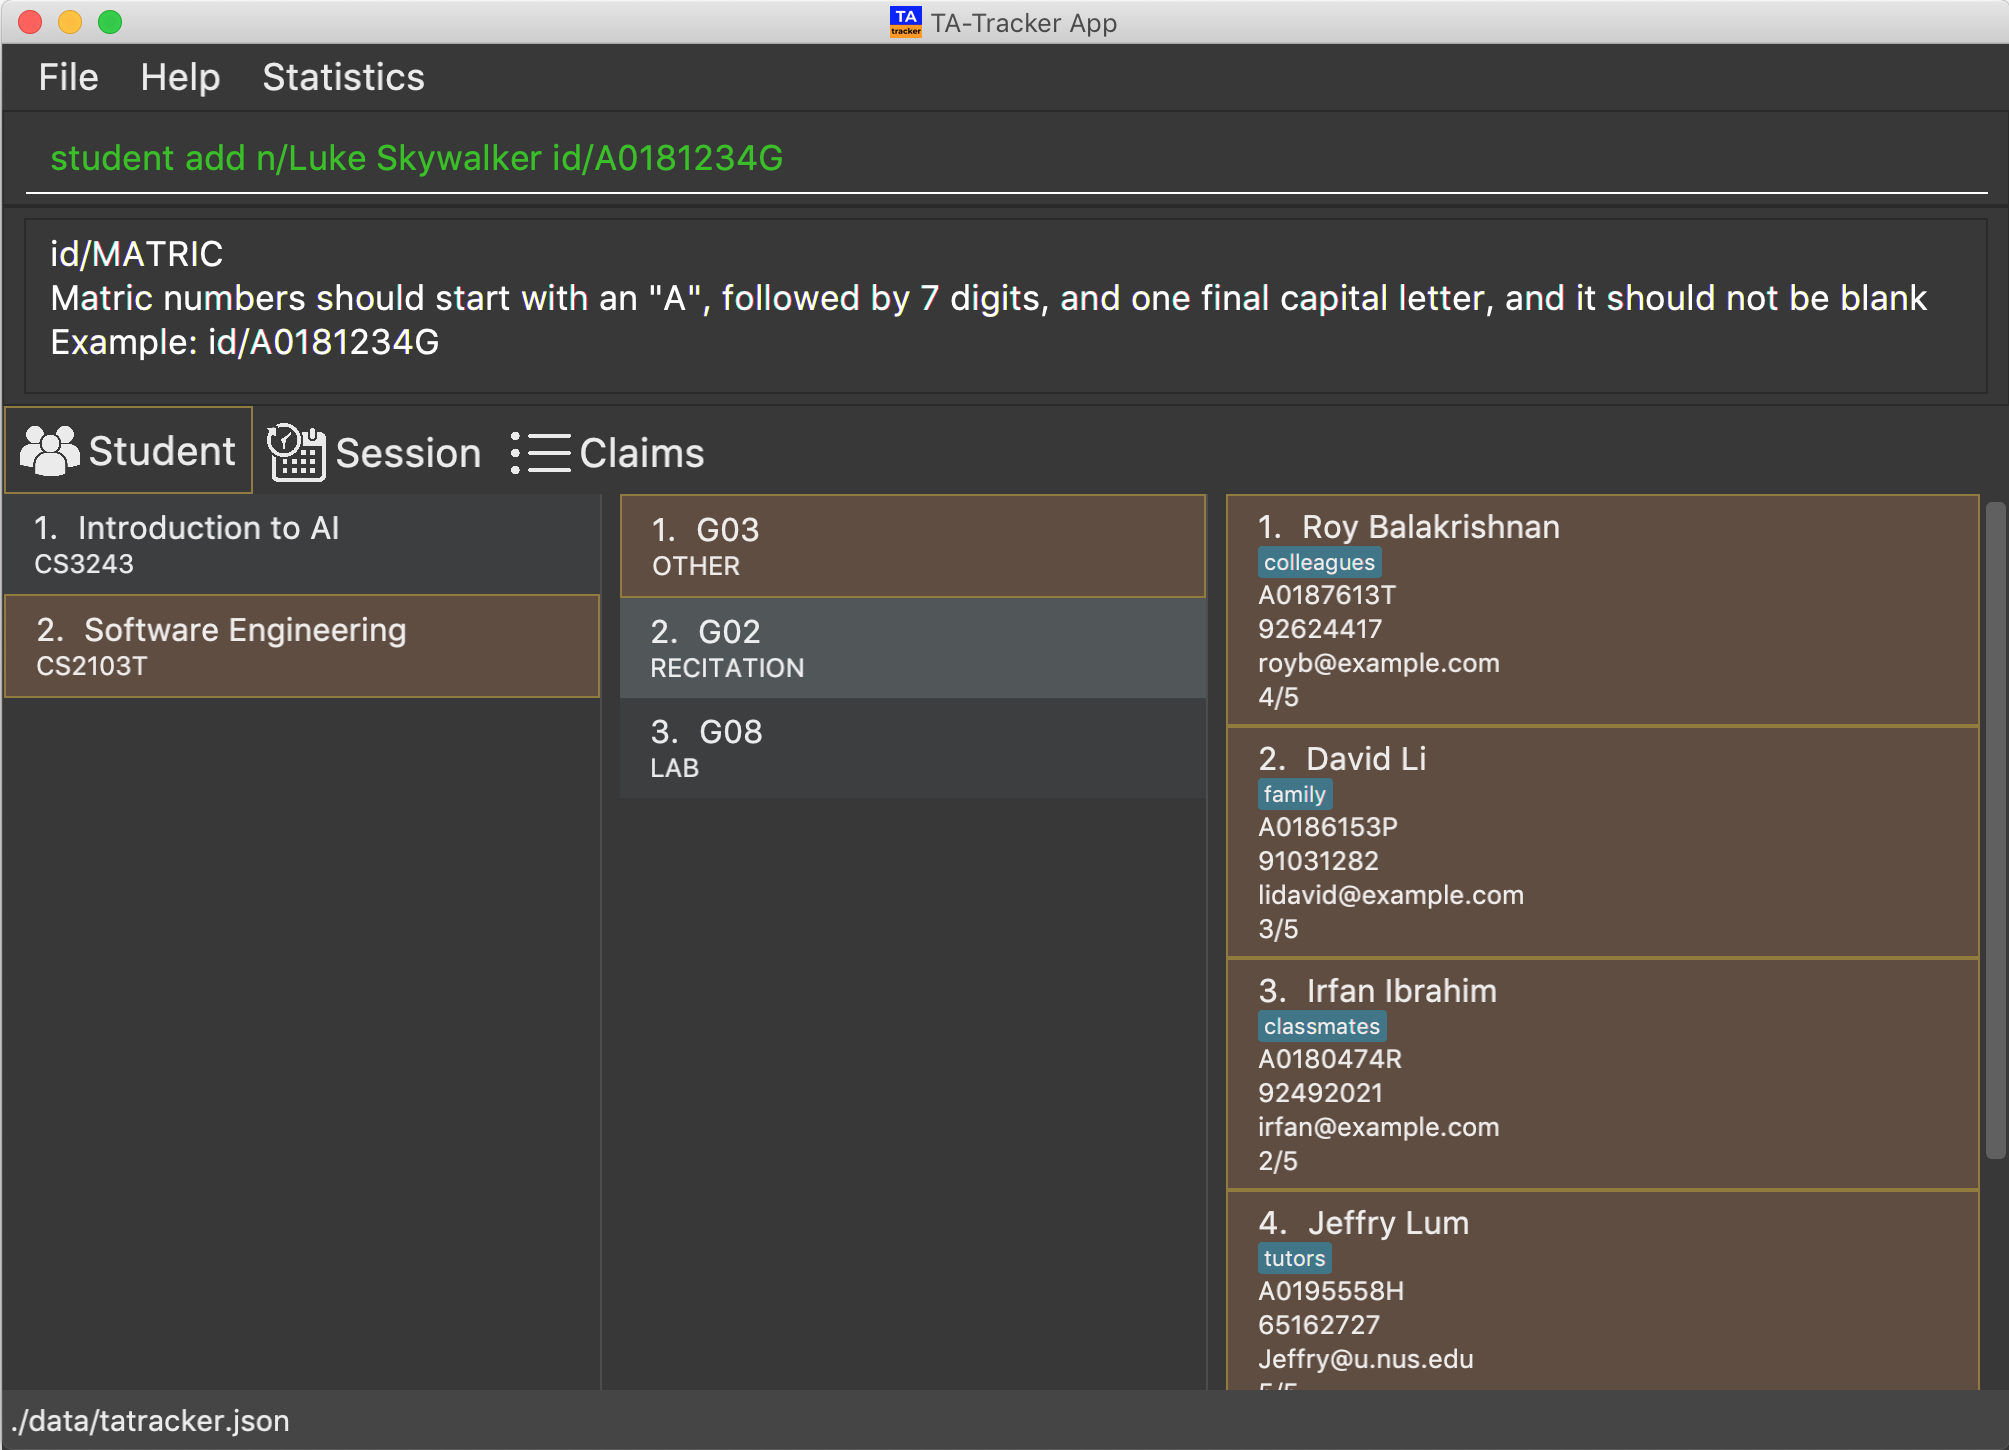 TA tracker TA-Tracker App
File Help Statistics
student add n/Luke Skywalker id/A0181234G
id/MATRIC
Matric numbers should start with an "A", followed by 7 digits, and one final capital letter, and it should not be blank
Example: id/A0181234G
Student Session Claims
1. Introduction to AI
CS3243
2. Software Engineering
CS2103T
1. G03
OTHER
2. G02
RECITATION
3. G08
LAB
1. Roy Balakrishnan
colleagues
A0187613T
92624417
royb@example.com
4/5
2. David Li
family
A0186153P
91031282
lidavid@example.com
3/5
3. Irfan Ibrahim
classmates
A0180474R
92492021
irfan@example.com
2/5
4. Jeffry Lum
tutors
A0195558H
65162727
Jeffry@u.nus.edu
./data/tatracker.json